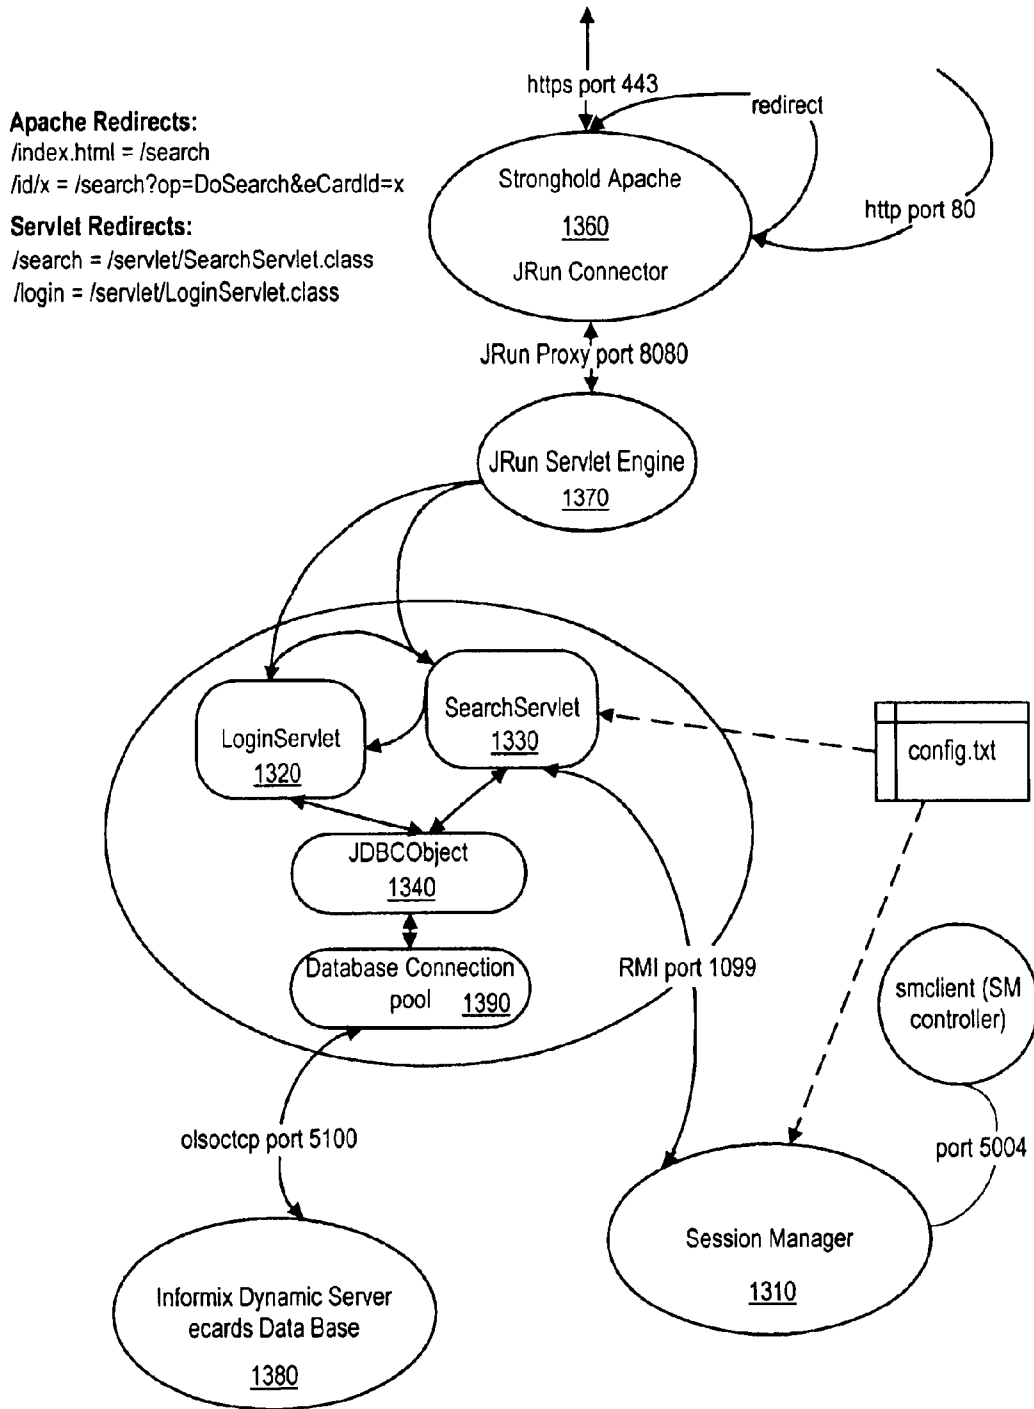 https port 443
redirect
Apache Redirects:
/index.html = /search
/id/x = /search?op=DoSearch&eCardId=x
Servlet Redirects:
/search = /servlet/SearchServlet.class
/login = /servlet/LoginServlet.class
Stronghold Apache
1360
JRun Connector
http port 80
JRun Proxy port 8080
JRun Servlet Engine
1370
LoginServlet
1320
SearchServlet
1330
config.txt
JDBCObject
1340
Database Connection
pool 1390
RMI port 1099
smclient (SM
controller)
olsoctcp port 5100
port 5004
Session Manager
1310
Informix Dynamic Server
ecards Data Base
1380